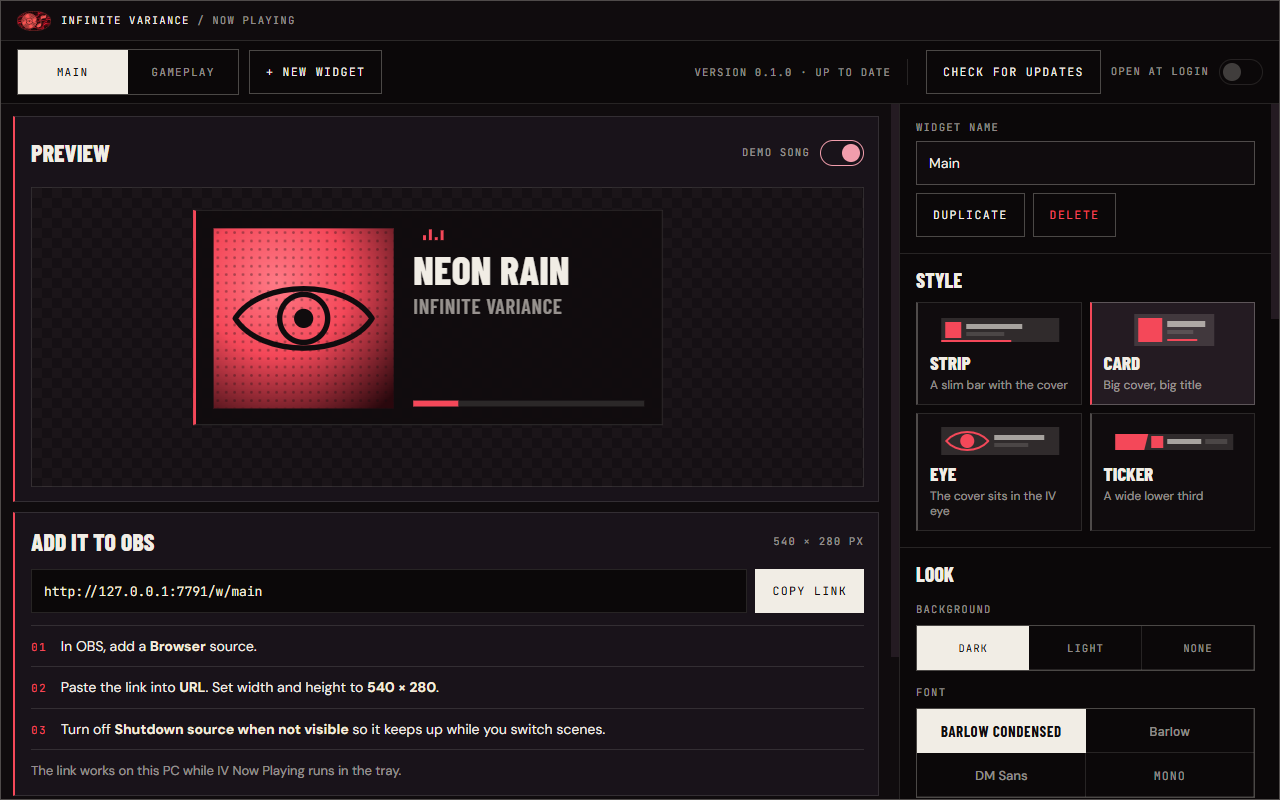 INFINITE VARIANCE / NOW PLAYING
MAIN
GAMEPLAY
+ NEW WIDGET
VERSION 0.1.0 · UP TO DATE
CHECK FOR UPDATES
OPEN AT LOGIN
PREVIEW
DEMO SONG
NEON RAIN
INFINITE VARIANCE
ADD IT TO OBS
540 × 280 PX
http://127.0.0.1:7791/w/main
COPY LINK
01 In OBS, add a Browser source.
02 Paste the link into URL. Set width and height to 540 × 280.
03 Turn off Shutdown source when not visible so it keeps up while you switch scenes.
The link works on this PC while IV Now Playing runs in the tray.
WIDGET NAME
Main
DUPLICATE
DELETE
STYLE
STRIP
A slim bar with the cover
CARD
Big cover, big title
EYE
The cover sits in the IV
eye
TICKER
A wide lower third
LOOK
BACKGROUND
DARK
LIGHT
NONE
FONT
BARLOW CONDENSED
Barlow
DM Sans
MONO